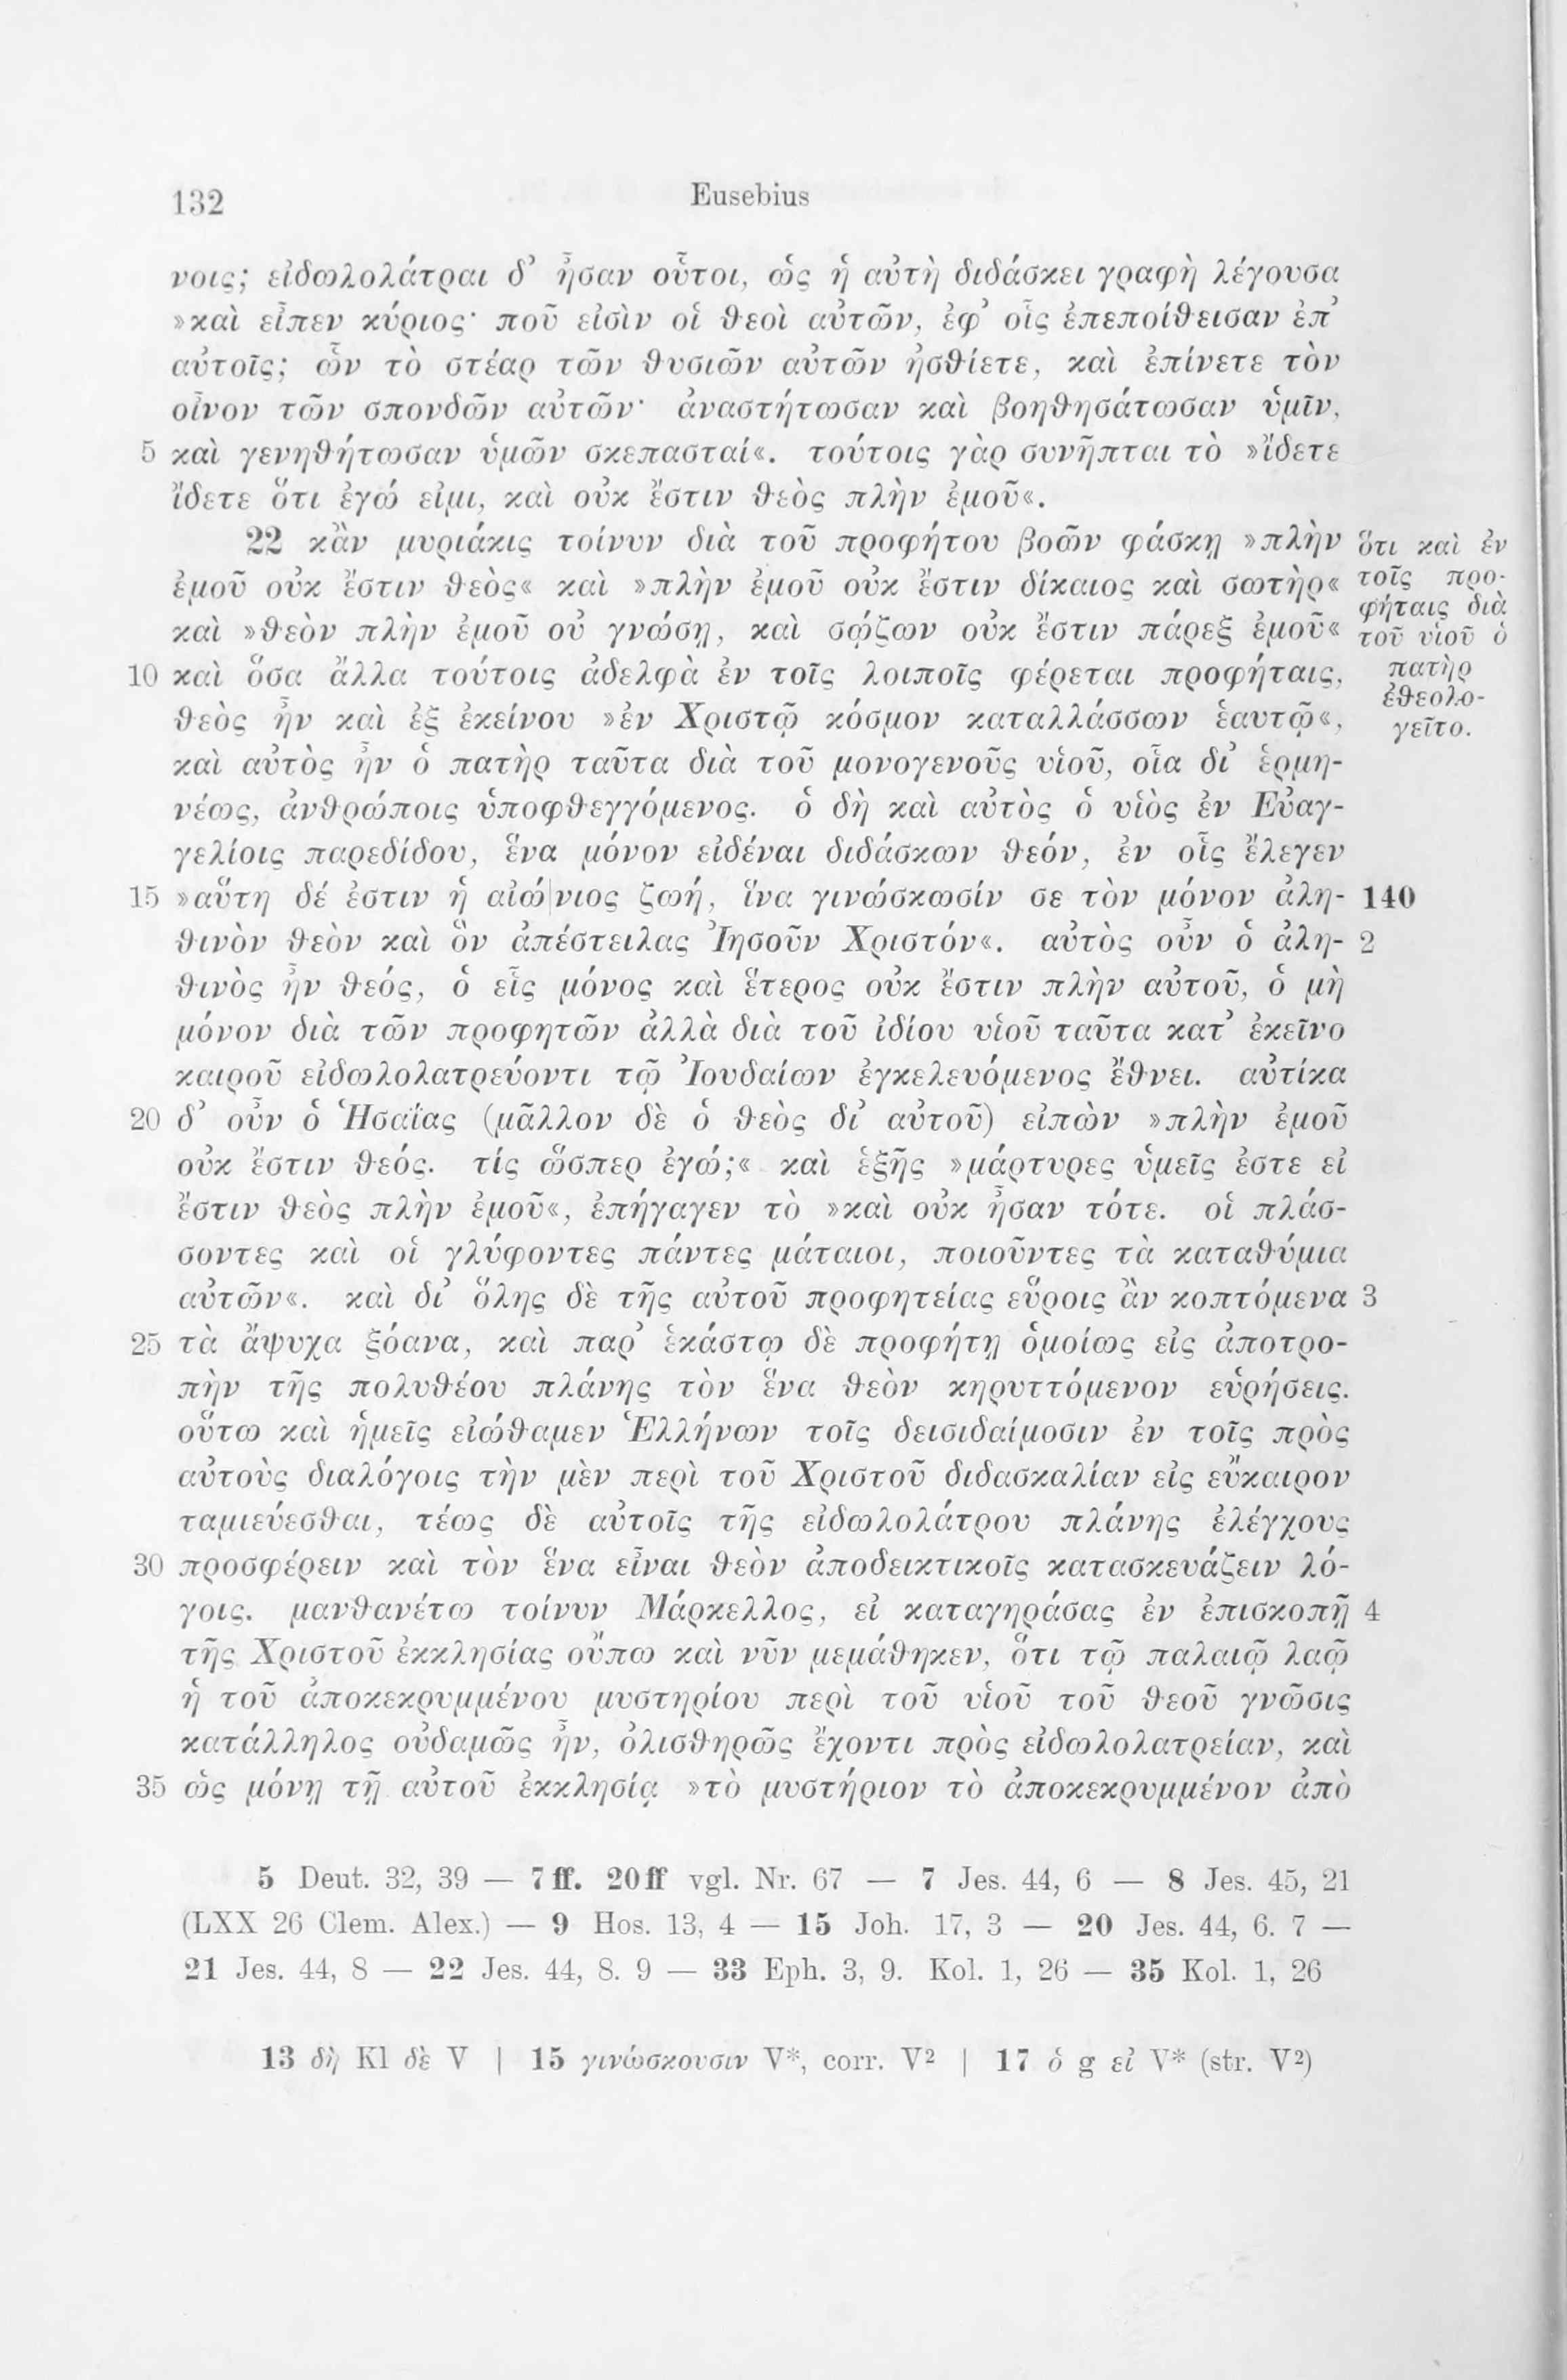 132
Eusebius
νοις; εἰδωλολάτραι δ’ ἦσαν οὗτοι, ὡς ἡ αὐτὴ διδάσκει γραφὴ λέγουσα
»καὶ εἶπεν κύριος· ποῦ εἰσὶν οἱ θεοὶ αὐτῶν, ἐφ’ οἷς ἐπεποίθεισαν ἐπ’
αὐτοῖς; ὧν τὸ στέαρ τῶν θυσιῶν αὐτῶν ἠσθίετε, καὶ ἐπίνετε τὸν
οἶνον τῶν σπονδῶν αὐτῶν· ἀναστήτωσαν καὶ βοηθησάτωσαν ὑμῖν,
5 καὶ γενηθήτωσαν ὑμῶν σκεπασταί«. τούτοις γὰρ συνῆπται τὸ »ἴδετε
ἴδετε ὅτι ἐγώ εἰμι, καὶ οὐκ ἔστιν θεὸς πλὴν ἐμοῦ«.
22 κἂν μυριάκις τοίνυν διὰ τοῦ προφήτου βοῶν φάσκῃ »πλὴν
ἐμοῦ οὐκ ἔστιν θεὸς« καὶ »πλὴν ἐμοῦ οὐκ ἔστιν δίκαιος καὶ σωτὴρ«
καὶ »θεὸν πλὴν ἐμοῦ οὐ γνώσῃ, καὶ σῴζων οὐκ ἔστιν πάρεξ ἐμοῦ«
10 καὶ ὅσα ἄλλα τούτοις ἀδελφὰ ἐν τοῖς λοιποῖς φέρεται προφήταις,
θεὸς ἦν καὶ ἐξ ἐκείνου »ἐν Χριστῷ κόσμον καταλλάσσων ἑαυτῷ«,
καὶ αὐτὸς ἦν ὁ πατὴρ ταῦτα διὰ τοῦ μονογενοῦς υἱοῦ, οἷα δι’ ἑρμη-
νέως, ἀνθρώποις ὑποφθεγγόμενος. ὁ δὴ καὶ αὐτὸς ὁ υἱὸς ἐν Εὐαγ-
γελίοις παρεδίδου, ἕνα μόνον εἰδέναι διδάσκων θεόν, ἐν οἷς ἔλεγεν
15 »αὕτη δέ ἐστιν ἡ αἰώ|νιος ζωή, ἵνα γινώσκωσίν σε τὸν μόνον ἀλη- 140
θινὸν θεὸν καὶ ὃν ἀπέστειλας Ἰησοῦν Χριστόν«. αὐτὸς οὖν ὁ ἀλη- 2
θινὸς ἦν θεός, ὁ εἷς μόνος καὶ ἕτερος οὐκ ἔστιν πλὴν αὐτοῦ, ὁ μὴ
μόνον διὰ τῶν προφητῶν ἀλλὰ διὰ τοῦ ἰδίου υἱοῦ ταῦτα κατ’ ἐκεῖνο
καιροῦ εἰδωλολατρεύοντι τῷ Ἰουδαίων ἐγκελευόμενος ἔθνει. αὐτίκα
20 δ’ οὖν ὁ Ἡσαΐας (μᾶλλον δὲ ὁ θεὸς δι’ αὐτοῦ) εἰπὼν »πλὴν ἐμοῦ
οὐκ ἔστιν θεός. τίς ὥσπερ ἐγώ;« καὶ ἑξῆς »μάρτυρες ὑμεῖς ἐστε εἰ
ἔστιν θεὸς πλὴν ἐμοῦ«, ἐπήγαγεν τὸ »καὶ οὐκ ἦσαν τότε. οἱ πλάσ-
σοντες καὶ οἱ γλύφοντες πάντες μάταιοι, ποιοῦντες τὰ καταθύμια
αὐτῶν«. καὶ δι’ ὅλης δὲ τῆς αὐτοῦ προφητείας εὕροις ἂν κοπτόμενα 3
25 τὰ ἄψυχα ξόανα, καὶ παρ’ ἑκάστῳ δὲ προφήτῃ ὁμοίως εἰς ἀποτρο-
πὴν τῆς πολυθέου πλάνης τὸν ἕνα θεὸν κηρυττόμενον εὑρήσεις.
οὕτω καὶ ἡμεῖς εἰώθαμεν Ἑλλήνων τοῖς δεισιδαίμοσιν ἐν τοῖς πρὸς
αὐτοὺς διαλόγοις τὴν μὲν περὶ τοῦ Χριστοῦ διδασκαλίαν εἰς εὔκαιρον
ταμιεύεσθαι, τέως δὲ αὐτοῖς τῆς εἰδωλολάτρου πλάνης ἐλέγχους
30 προσφέρειν καὶ τὸν ἕνα εἶναι θεὸν ἀποδεικτικοῖς κατασκευάζειν λό-
γοις. μανθανέτω τοίνυν Μάρκελλος, εἰ καταγηράσας ἐν ἐπισκοπῇ 4
τῆς Χριστοῦ ἐκκλησίας οὔπω καὶ νῦν μεμάθηκεν, ὅτι τῷ παλαιῷ λαῷ
ἡ τοῦ ἀποκεκρυμμένου μυστηρίου περὶ τοῦ υἱοῦ τοῦ θεοῦ γνῶσις
κατάλληλος οὐδαμῶς ἦν, ὀλισθηρῶς ἔχοντι πρὸς εἰδωλολατρείαν, καὶ
35 ὡς μόνῃ τῇ αὐτοῦ ἐκκλησίᾳ »τὸ μυστήριον τὸ ἀποκεκρυμμένον ἀπὸ
ὅτι καὶ ἐν
τοῖς προ-
φήταις διὰ
τοῦ υἱοῦ ὁ
πατὴρ
ἐθεολο-
γεῖτο.
5 Deut. 32, 39 — 7 ff. 20 ff vgl. Nr. 67 — 7 Jes. 44, 6 — 8 Jes. 45, 21
(LXX 26 Clem. Alex.) — 9 Hos. 13, 4 — 15 Joh. 17, 3 — 20 Jes. 44, 6. 7 —
21 Jes. 44, 8 — 22 Jes. 44, 8. 9 — 33 Eph. 3, 9. Kol. 1, 26 — 35 Kol. 1, 26
13 δὴ Kl δὲ V | 15 γινώσκουσιν V*, corr. V² | 17 ὁ g εἰ V* (str. V²)